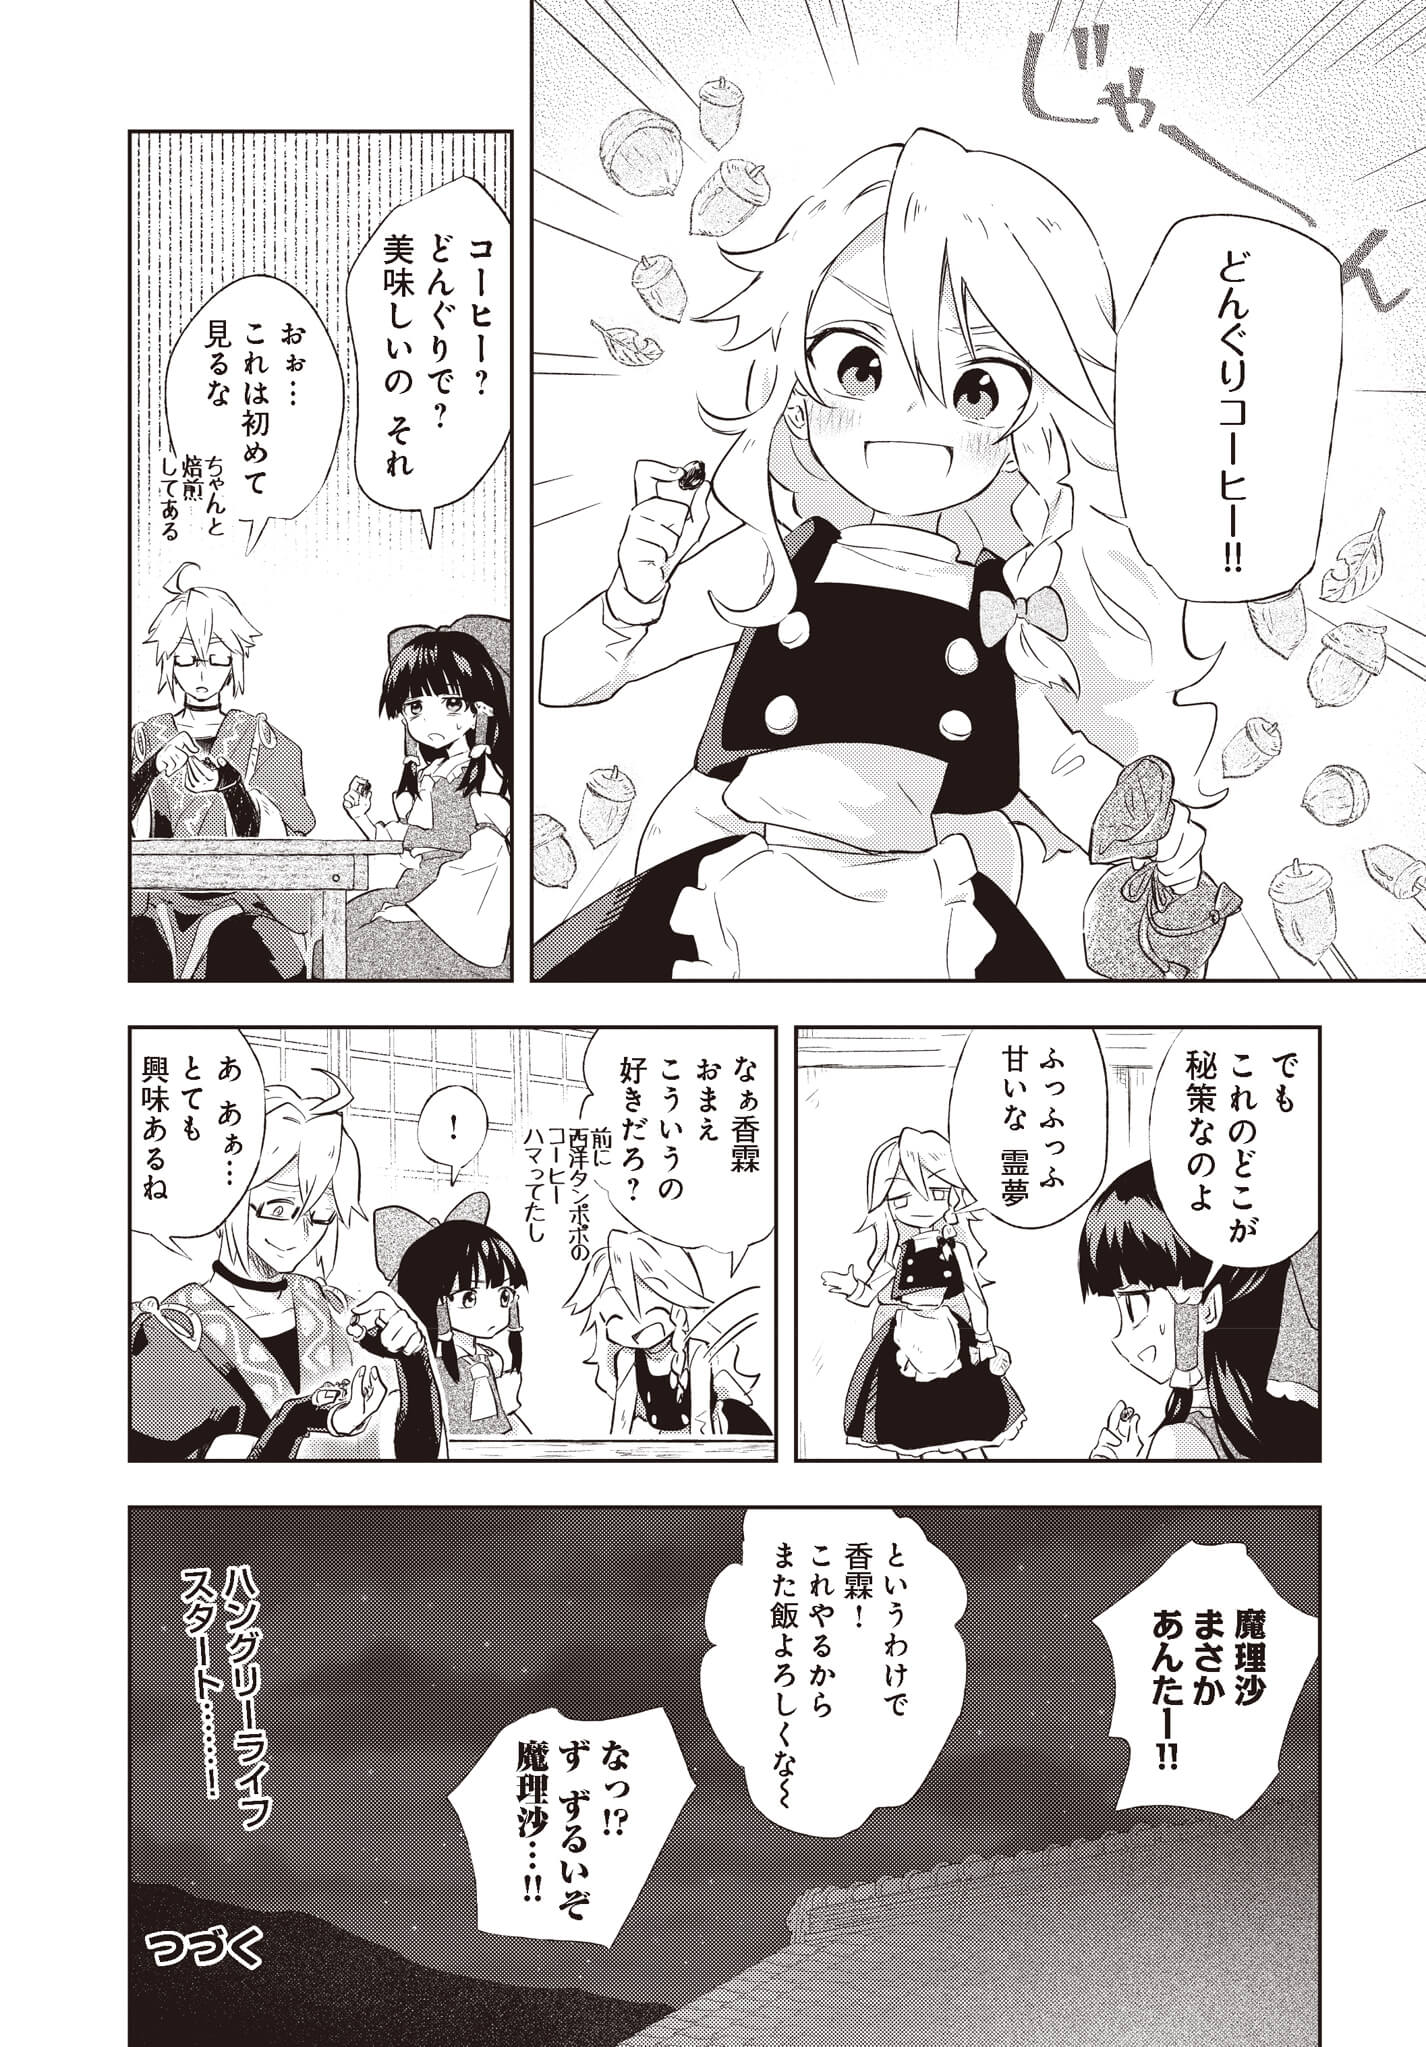 じゃーん
どんぐりコーヒー!!
コーヒー？
どんぐりで？
美味しいの それ
おぉ…
これは初めて
見るな
ちゃんと
焙煎
してある
でも
これのどこが
秘策なのよ
ふっふっふ
甘いな 霊夢
なぁ香霖
おまえ
こういうの
好きだろ？
前に
西洋タンポポの
コーヒー
ハマってたし
！
あ あぁ…
とても
興味あるね
魔理沙
まさか
あんたー!!
というわけで
香霖！
これやるから
また飯よろしくな〜
なっ!?
ず ずるいぞ
魔理沙…!!
ハングリーライフ
スタート……！
つづく